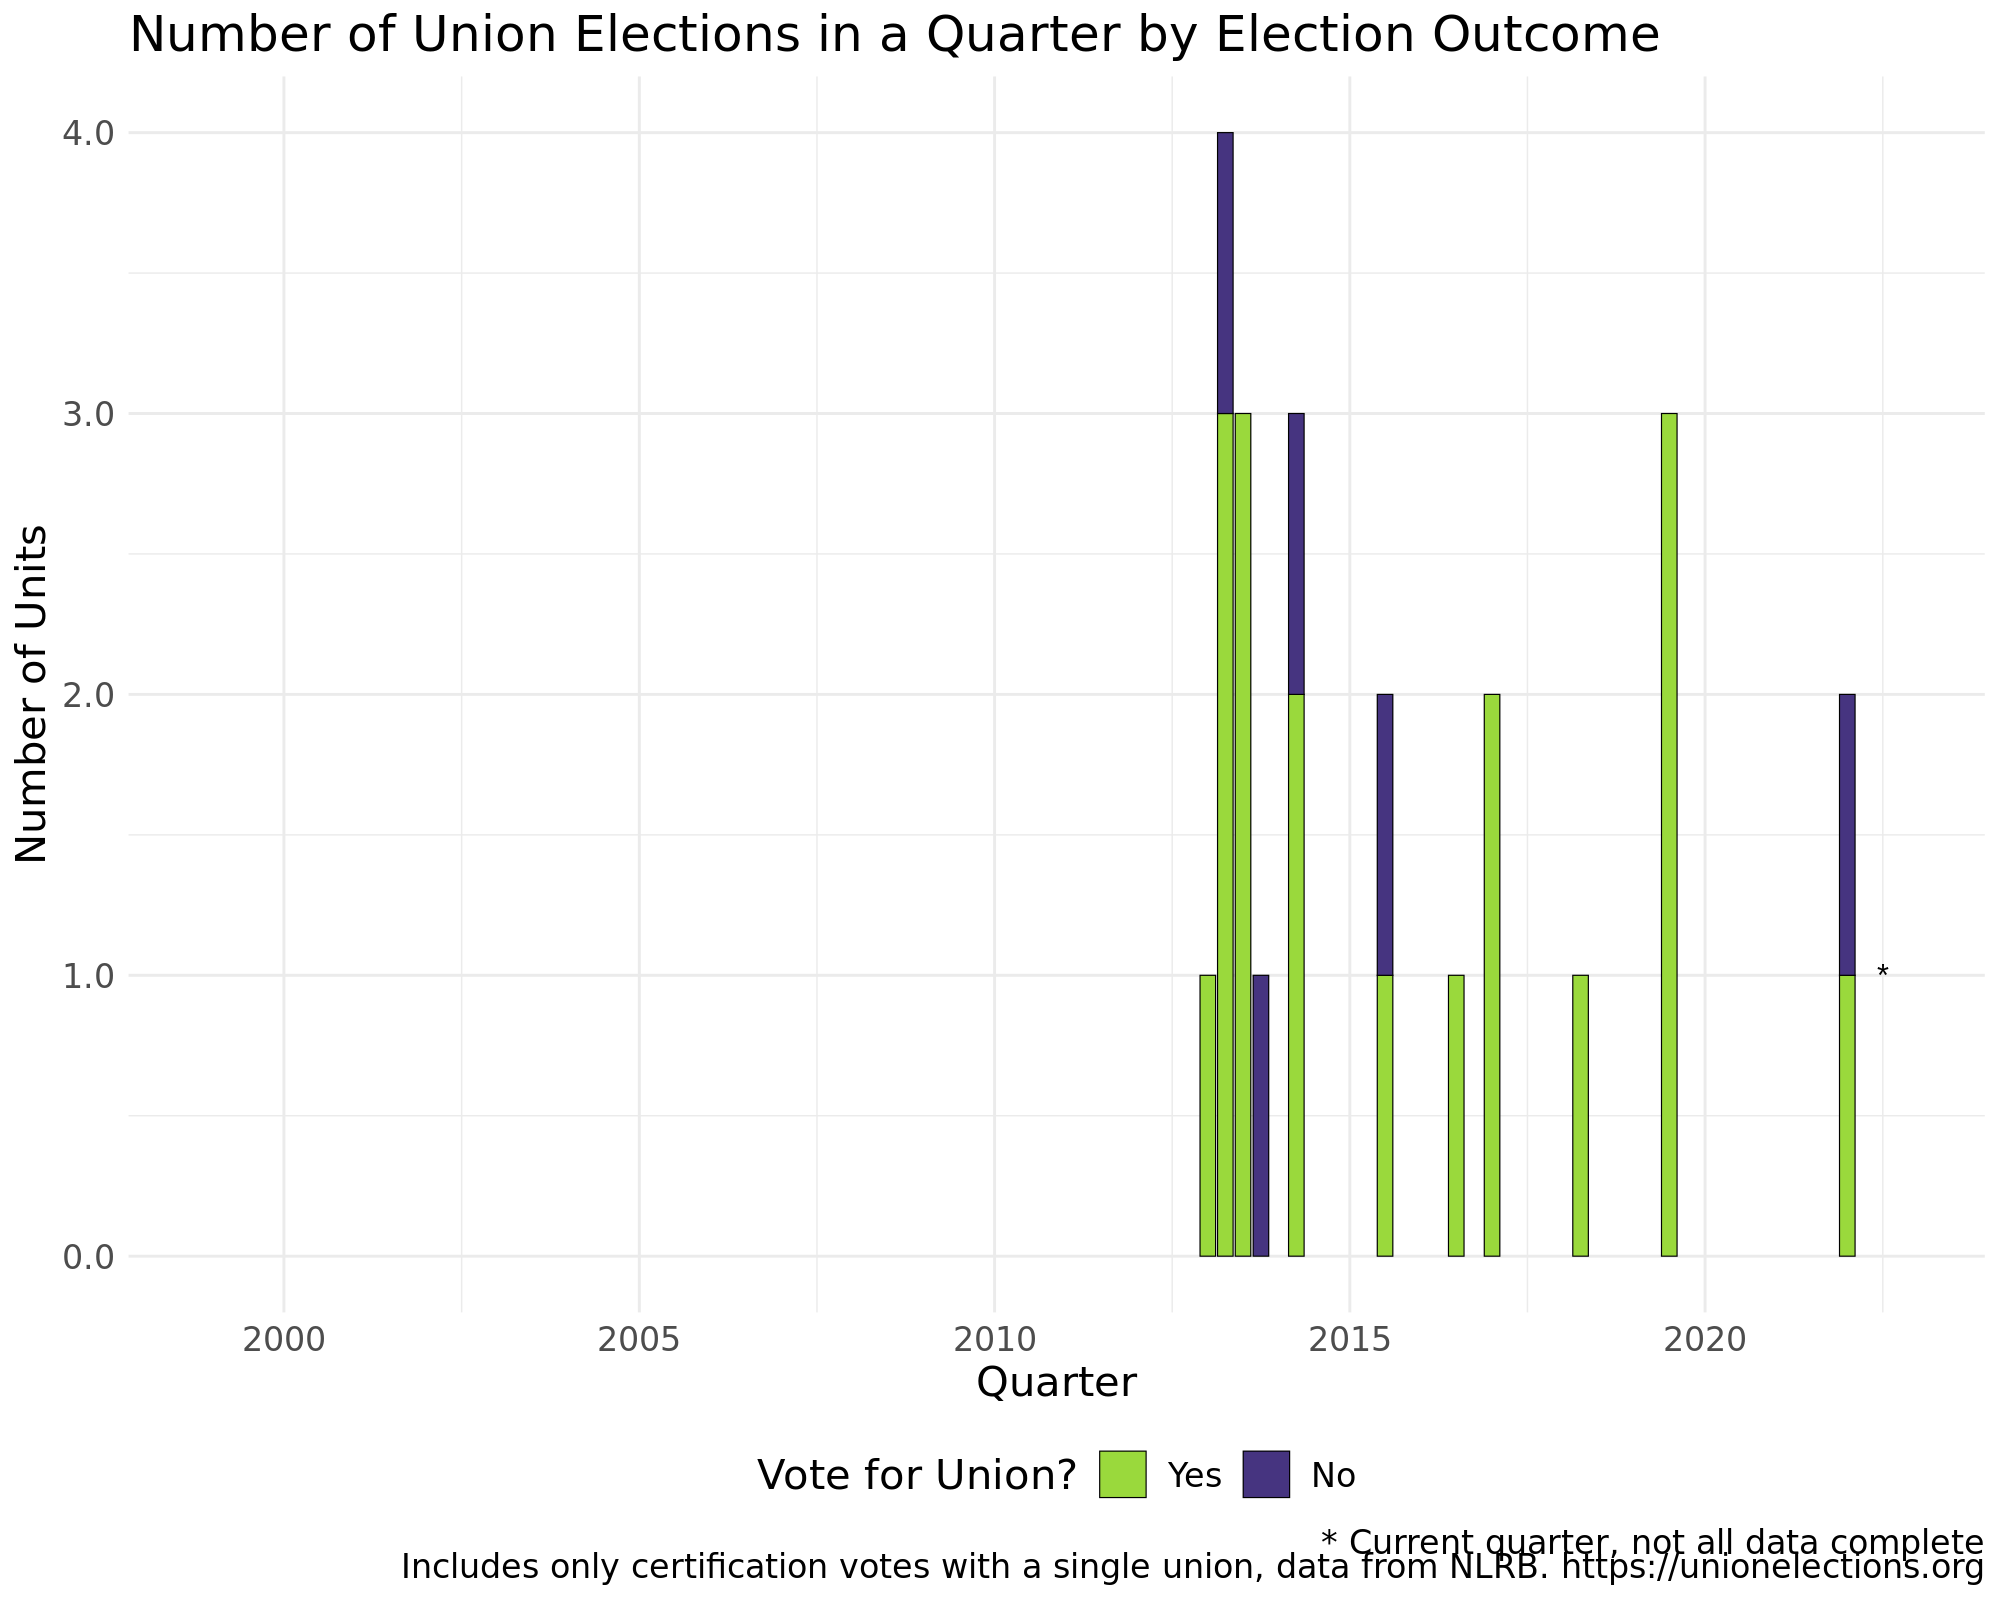 Number of Union Elections in a Quarter by Election Outcome
Number of Units
4.0
3.0
2.0
1.0
0.0
*
2000 2005 2010 2015 2020
Quarter
Vote for Union? Yes No
* Current quarter, not all data complete
Includes only certification votes with a single union, data from NLRB. https://unionelections.org